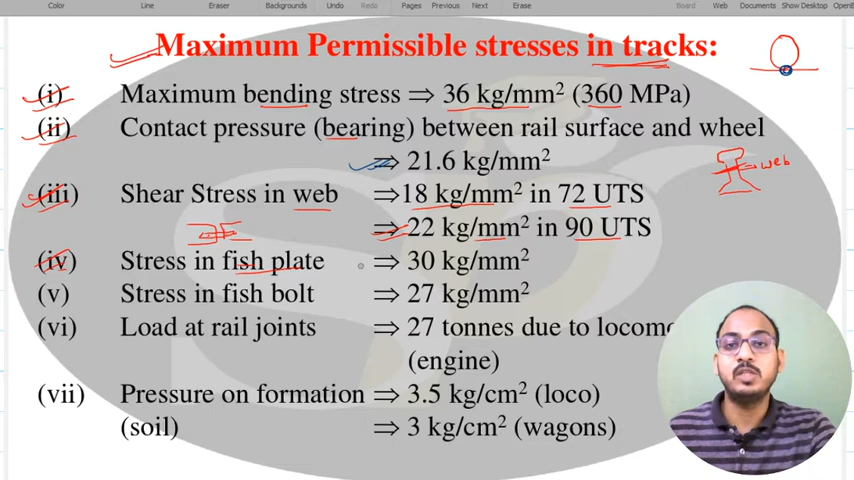 Color Line Eraser Backgrounds Undo Redo Pages Previous Next Erase Board Web Documents Show Desktop
Maximum Permissible stresses in tracks:
(i) Maximum bending stress ⇒ 36 kg/mm² (360 MPa)
(ii) Contact pressure (bearing) between rail surface and wheel
⇒ 21.6 kg/mm²
web
(iii) Shear Stress in web ⇒18 kg/mm² in 72 UTS
⇒ 22 kg/mm² in 90 UTS
(iv) Stress in fish plate ⇒ 30 kg/mm²
(v) Stress in fish bolt ⇒ 27 kg/mm²
(vi) Load at rail joints ⇒ 27 tonnes due to locomo
(engine)
(vii) Pressure on formation ⇒ 3.5 kg/cm² (loco)
(soil) ⇒ 3 kg/cm² (wagons)